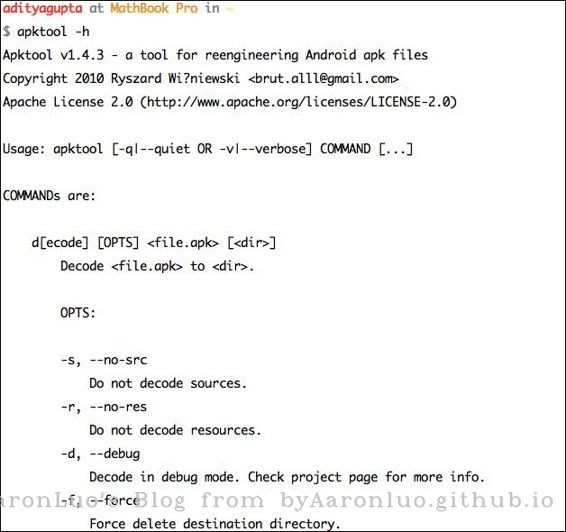 adityagupta at MathBook Pro in ~
$ apktool -h
Apktool v1.4.3 - a tool for reengineering Android apk files
Copyright 2010 Ryszard Wi?niewski <brut.alll@gmail.com>
Apache License 2.0 (http://www.apache.org/licenses/LICENSE-2.0)
Usage: apktool [-q|--quiet OR -v|--verbose] COMMAND [...]
COMMANDs are:
d[ecode] [OPTS] <file.apk> [<dir>]
Decode <file.apk> to <dir>.
OPTS:
-s, --no-src
Do not decode sources.
-r, --no-res
Do not decode resources.
-d, --debug
Decode in debug mode. Check project page for more info.
-f, --force
aronLuo's Blog from byAaronluo.github.io
Force delete destination directory.